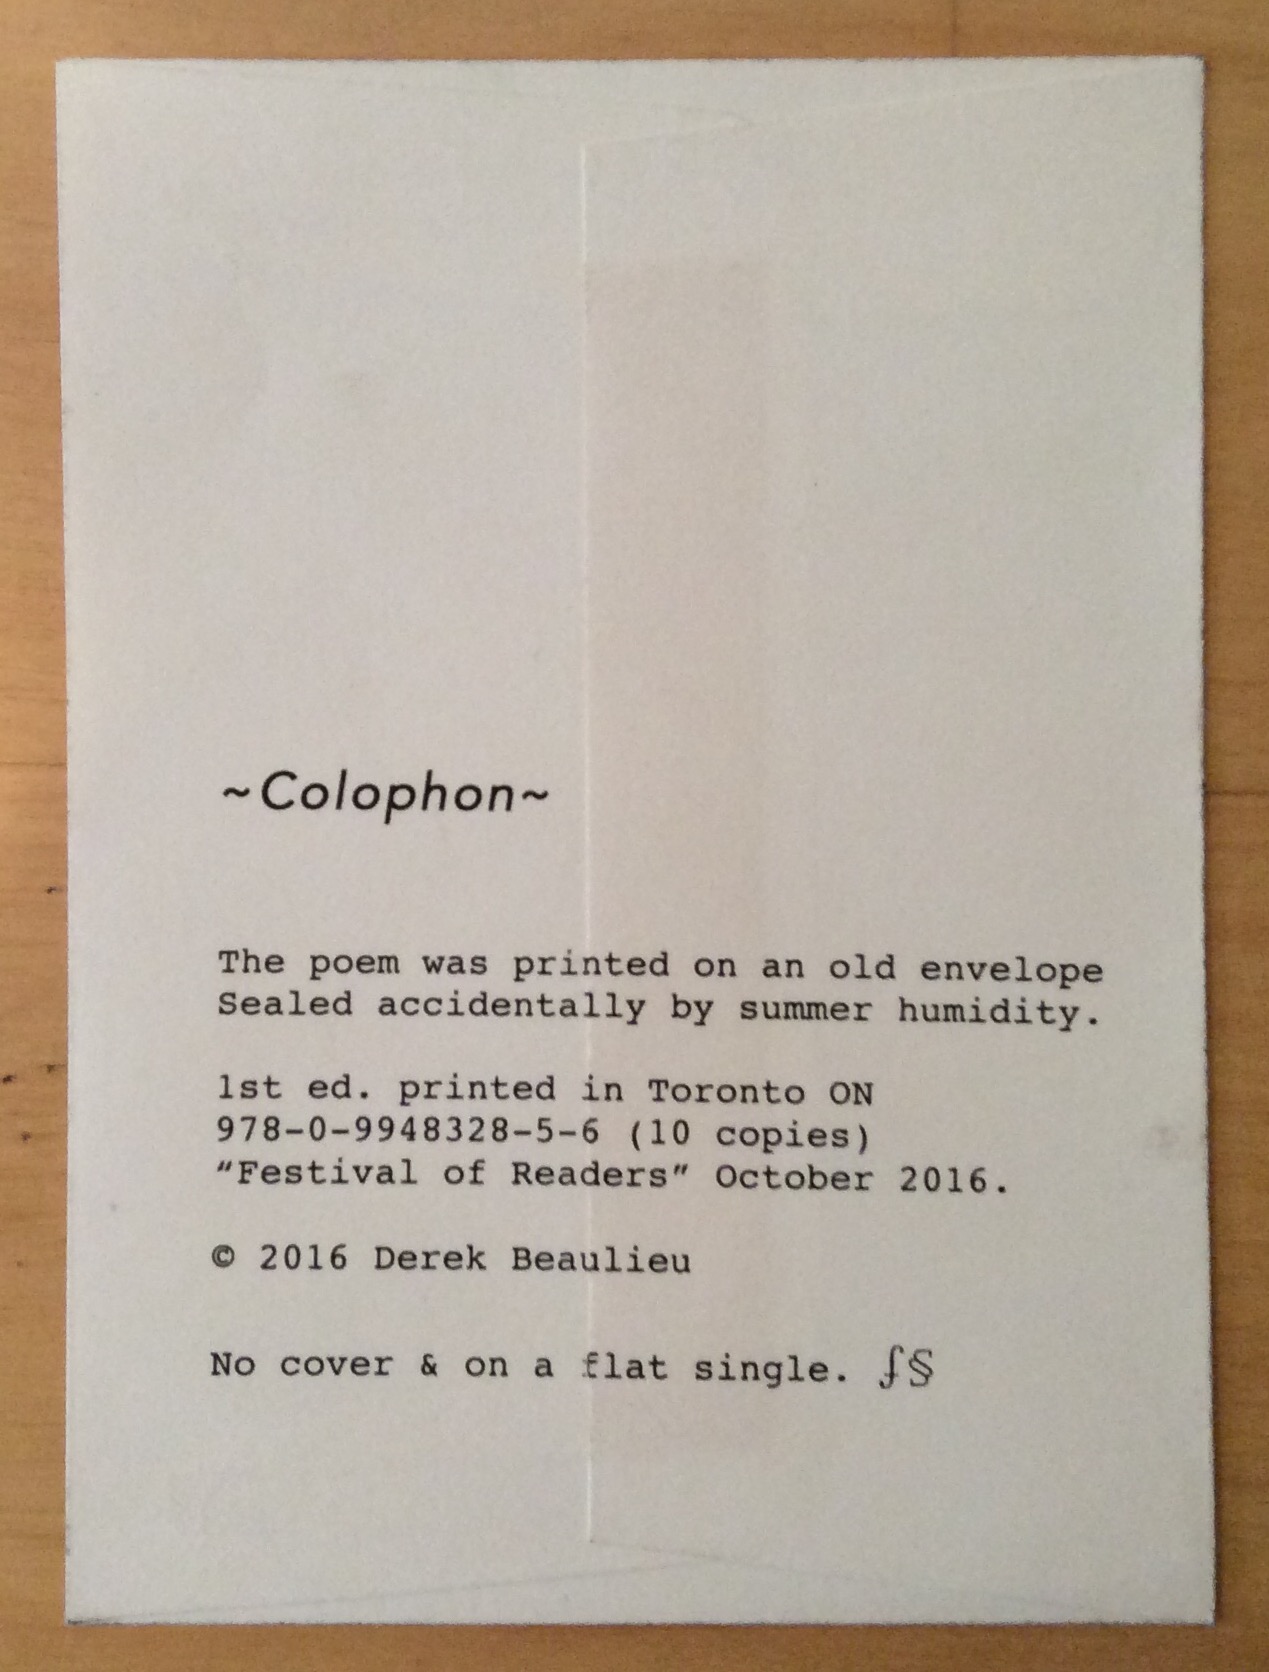 ~Colophon~
The poem was printed on an old envelope
Sealed accidentally by summer humidity.
1st ed. printed in Toronto ON
978-0-9948328-5-6 (10 copies)
“Festival of Readers” October 2016.
© 2016 Derek Beaulieu
No cover & on a flat single. ∱§